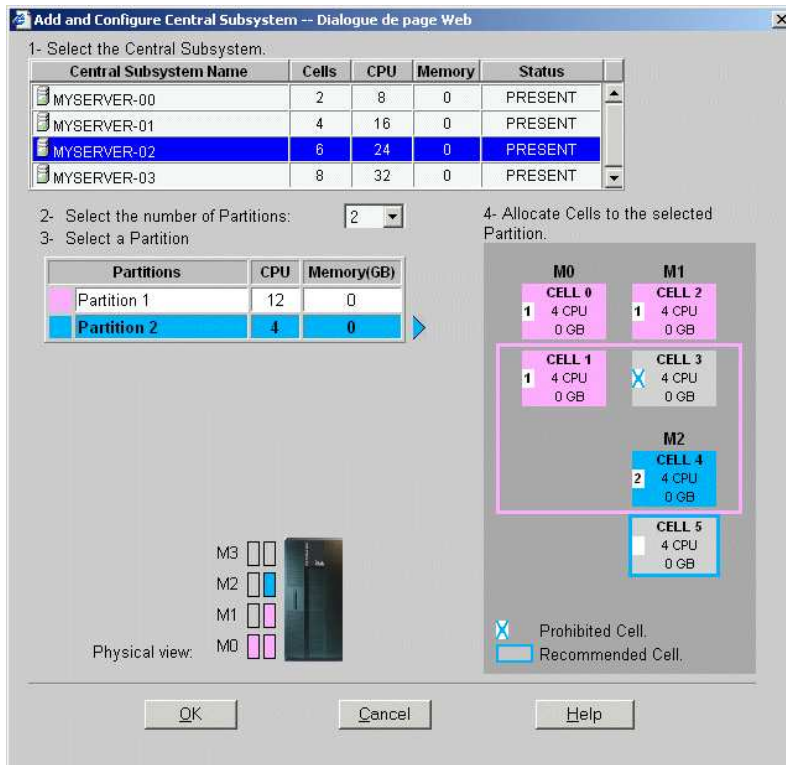 Add and Configure Central Subsystem -- Dialogue de page Web
1- Select the Central Subsystem.
Central Subsystem Name Cells CPU Memory Status
MYSERVER-00 2 8 0 PRESENT
MYSERVER-01 4 16 0 PRESENT
MYSERVER-02 6 24 0 PRESENT
MYSERVER-03 8 32 0 PRESENT
2- Select the number of Partitions: 2
3- Select a Partition
Partitions CPU Memory(GB)
Partition 1 12 0
Partition 2 4 0
4- Allocate Cells to the selected
Partition.
M0 M1
CELL 0
1 4 CPU
0 GB
CELL 2
1 4 CPU
0 GB
CELL 1
1 4 CPU
0 GB
CELL 3
4 CPU
0 GB
M2
CELL 4
2 4 CPU
0 GB
CELL 5
4 CPU
0 GB
Prohibited Cell.
Recommended Cell.
M3
M2
M1
Physical view: M0
OK Cancel Help